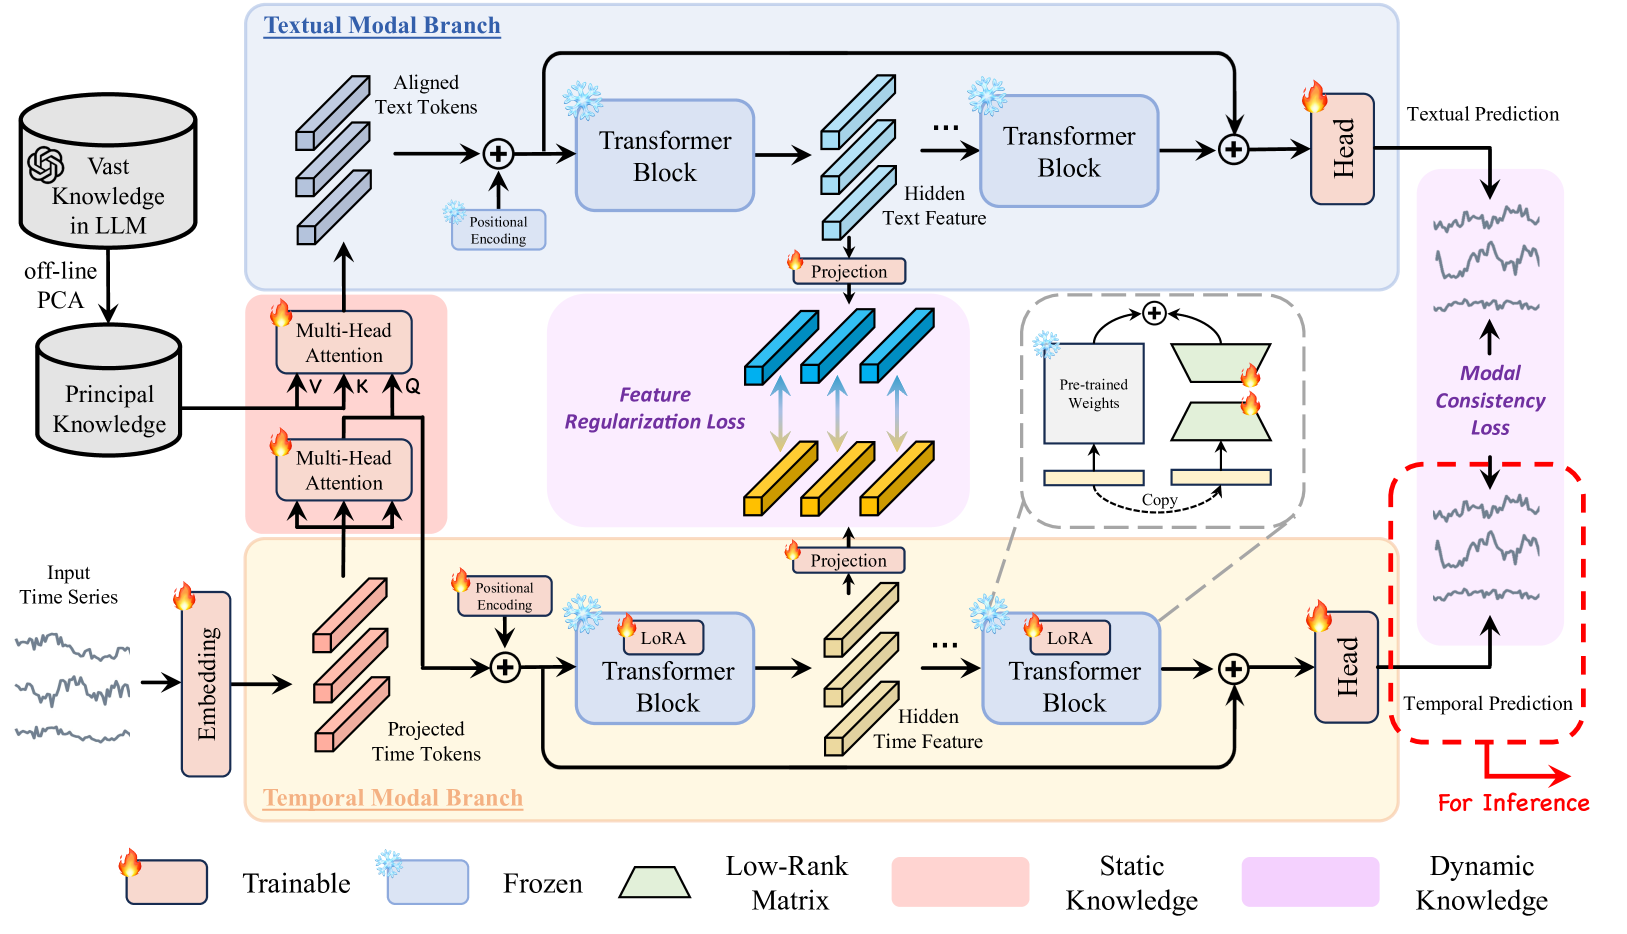 Textual Modal Branch
Aligned
Text Tokens
Vast
Knowledge
in LLM
off-line
PCA
Principal
Knowledge
Positional
Encoding
Transformer
Block
Hidden
Text Feature
...
Transformer
Block
Head
Textual Prediction
Projection
Multi-Head
Attention
V
K
Q
Multi-Head
Attention
Feature
Regularization Loss
Pre-trained
Weights
Copy
Modal
Consistency
Loss
Projection
Input
Time Series
Embedding
Projected
Time Tokens
Positional
Encoding
LoRA
Transformer
Block
Hidden
Time Feature
...
LoRA
Transformer
Block
Head
Temporal Prediction
Temporal Modal Branch
For Inference
Trainable
Frozen
Low-Rank
Matrix
Static
Knowledge
Dynamic
Knowledge